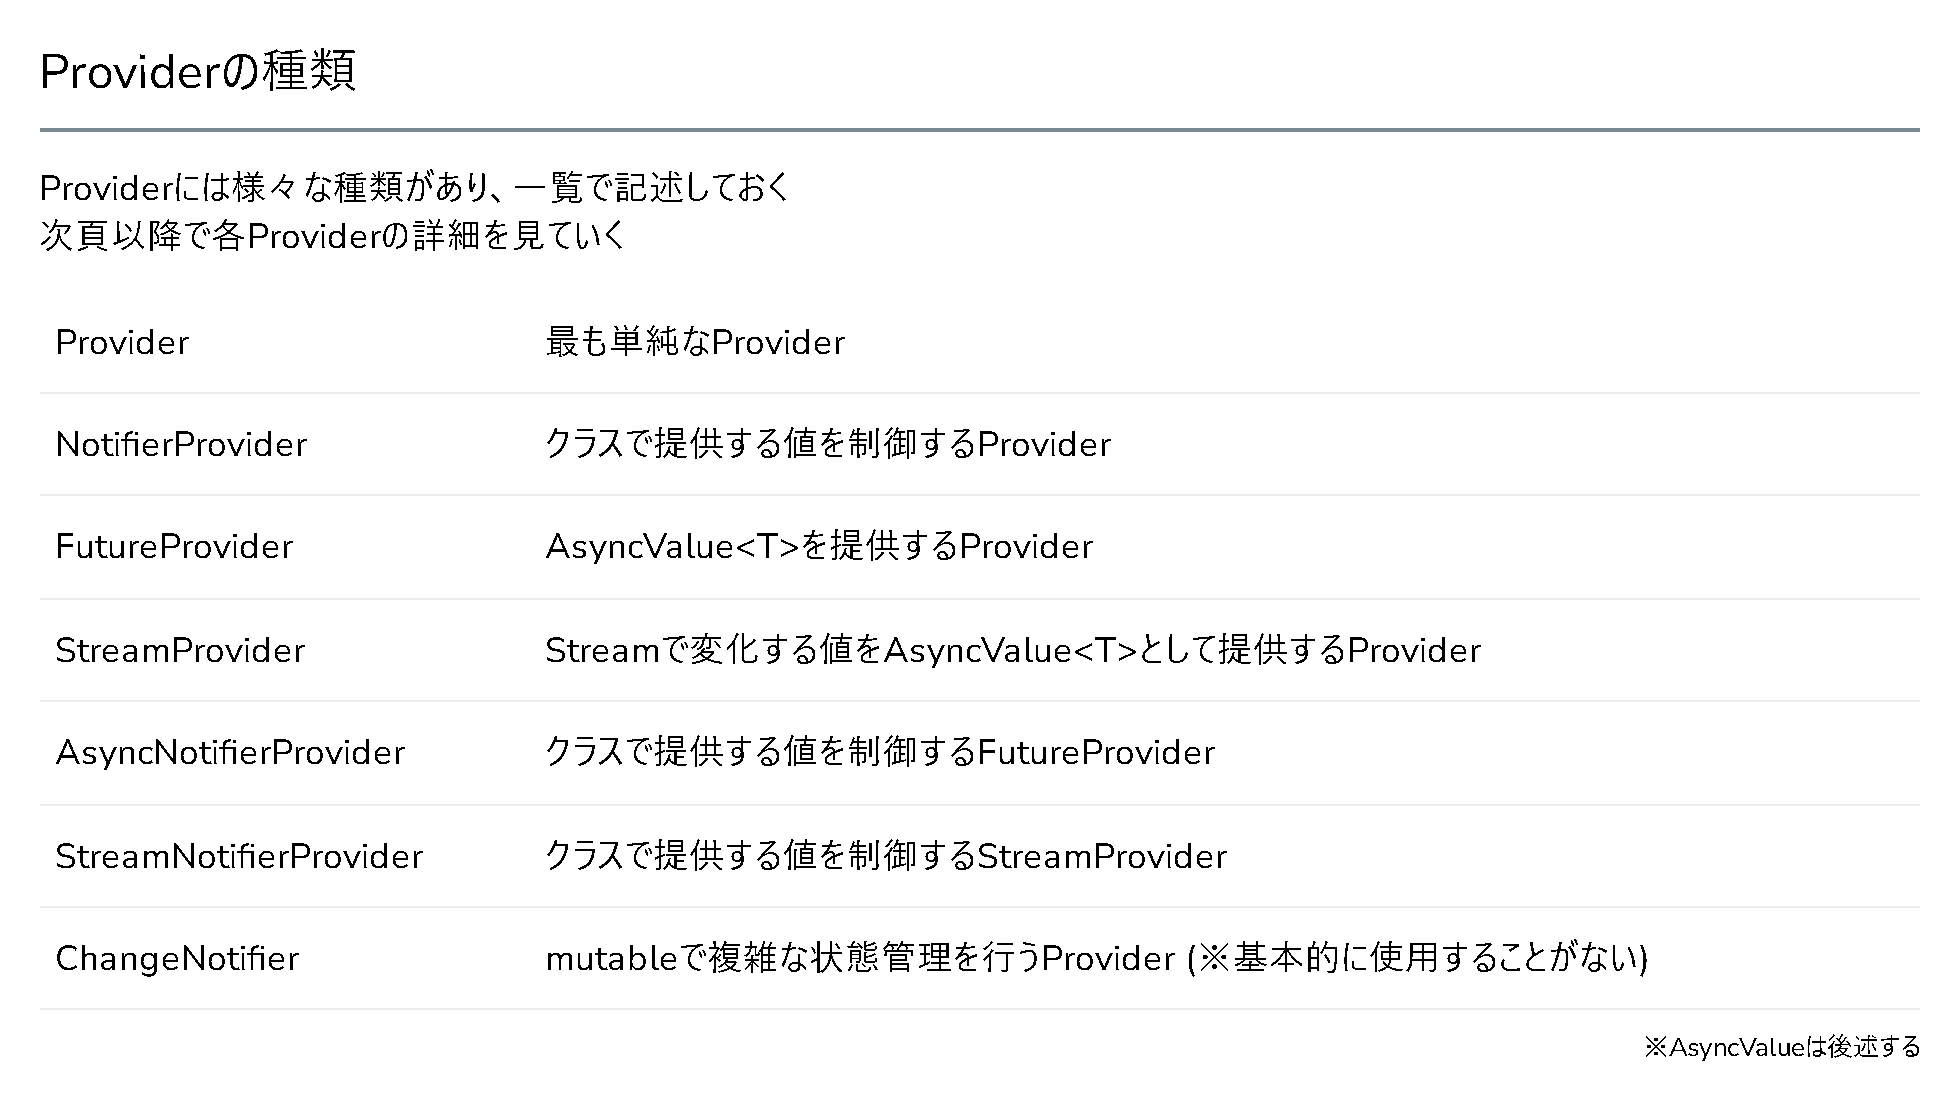 Providerの種類
Providerには様々な種類があり、一覧で記述しておく
次頁以降で各Providerの詳細を見ていく
Provider 最も単純なProvider
NotifierProvider クラスで提供する値を制御するProvider
FutureProvider AsyncValue<T>を提供するProvider
StreamProvider Streamで変化する値をAsyncValue<T>として提供するProvider
AsyncNotifierProvider クラスで提供する値を制御するFutureProvider
StreamNotifierProvider クラスで提供する値を制御するStreamProvider
ChangeNotifier mutableで複雑な状態管理を行うProvider (※基本的に使用することがない)
※AsyncValueは後述する